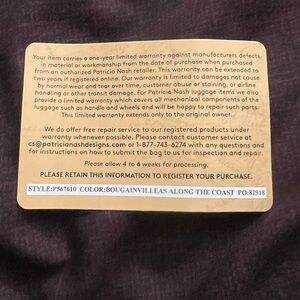 Your item carries a one-year limited warranty against manufacturers defects,
in material or workmanship from the date of purchase when purchased
from an authorized Patricia Nash retailer. This warranty can be extended to
two years if registered online. Our warranty is limited to damages not caused
by normal wear and tear over time, customer abuse or staining, or airline
handling or other transit damage. For Patricia Nash luggage items we also
provide a limited warranty which covers all mechanical components of the
luggage such as handle and wheels and will be happy to repair such parts.
This limited warranty extends only to the original owner.
We do offer free repair service to our registered products under
warranty whenever possible. Please contact customer service at
cs@patricianashdesigns.com or 1-877-743-6274 with any questions and
for instructions on how to submit the bag to us for inspection and repair.
Please allow 4 to 6 weeks for processing.
PLEASE RETAIN THIS INFORMATION TO REGISTER YOUR PURCHASE.
STYLE:P567610 COLOR:BOUGAINVILLEAS ALONG THE COAST PO:82918